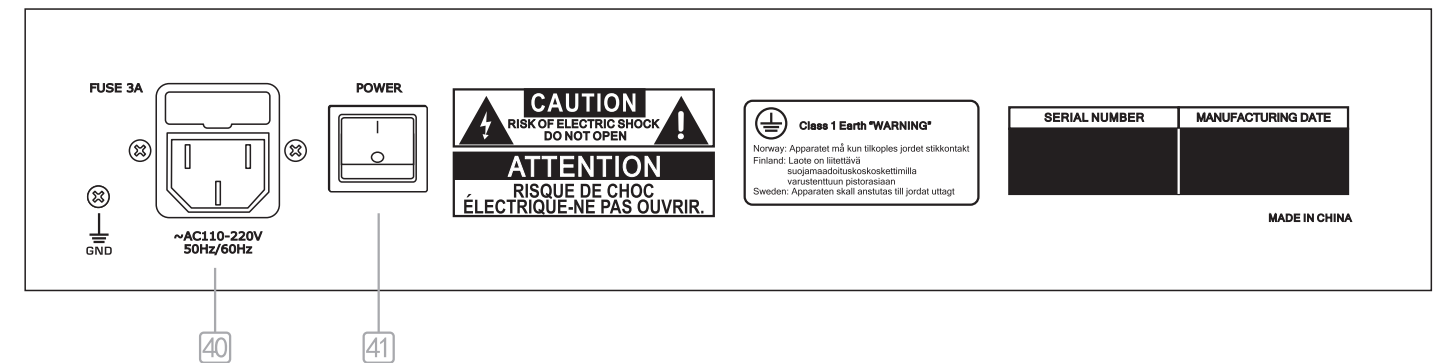 FUSE 3A
GND
~AC110-220V
50Hz/60Hz
POWER
CAUTION
RISK OF ELECTRIC SHOCK
DO NOT OPEN
ATTENTION
RISQUE DE CHOC
ÉLECTRIQUE-NE PAS OUVRIR.
Class 1 Earth "WARNING"
Norway: Apparatet må kun tilkoples jordet stikkontakt
Finland: Laote on liitettävä
suojamaadoituskoskoskettimilla
varustenttuun pistorasiaan
Sweden: Apparaten skall anstutas till jordat uttagt
SERIAL NUMBER
MANUFACTURING DATE
MADE IN CHINA
40
41